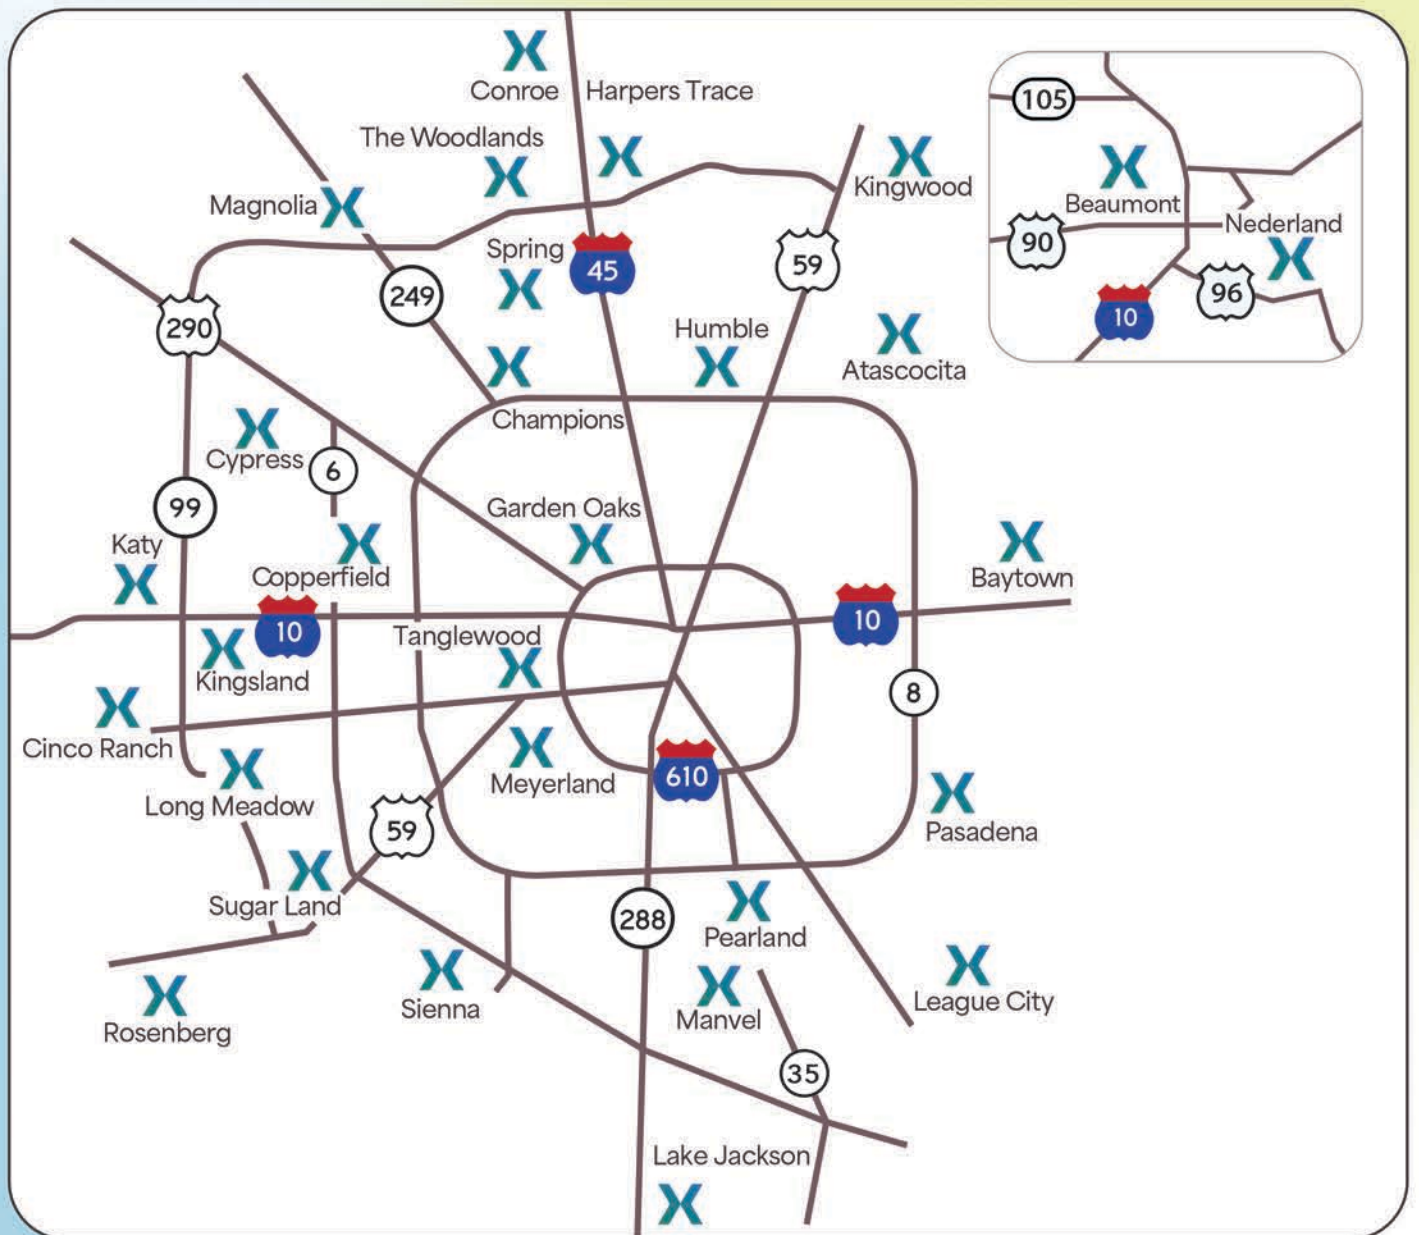 Conroe
Harpers Trace
The Woodlands
Kingwood
Magnolia
Spring
45
59
249
290
Humble
Atascocita
Champions
Cypress
6
99
Garden Oaks
Katy
Copperfield
Baytown
10
10
Tanglewood
Kingsland
8
Cinco Ranch
Meyerland
610
Long Meadow
59
Pasadena
Sugar Land
288
Pearland
Sienna
Manvel
League City
Rosenberg
35
Lake Jackson
105
Beaumont
90
Nederland
96
10